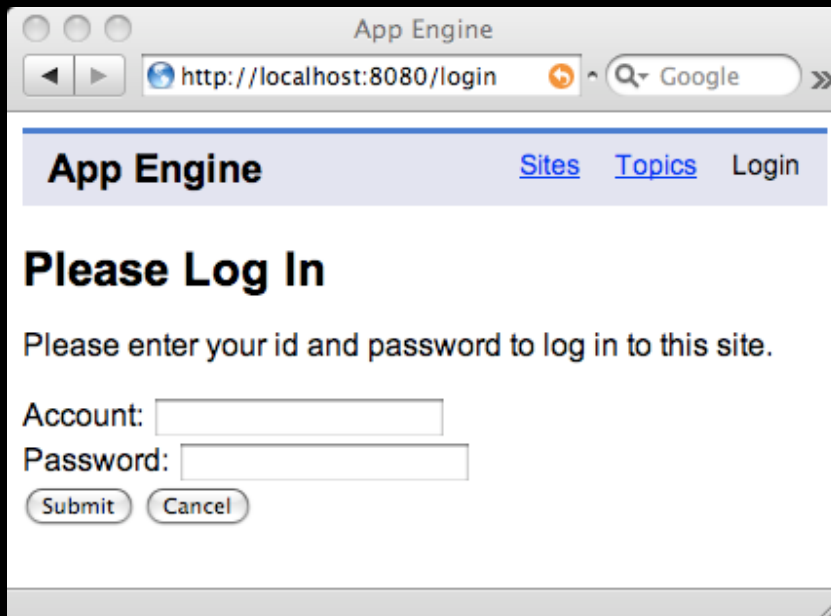 App Engine
http://localhost:8080/login Google
App Engine Sites Topics Login
Please Log In
Please enter your id and password to log in to this site.
Account:
Password:
Submit Cancel